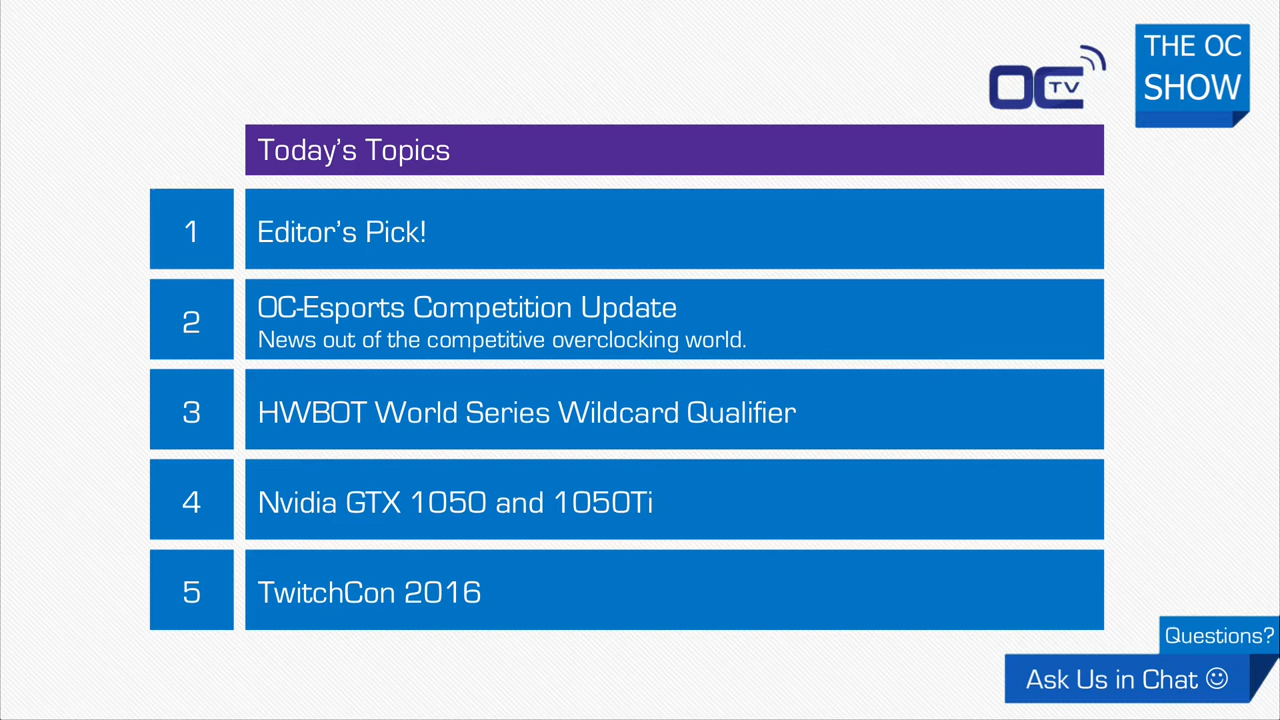 OC TV
THE OC
SHOW
Today's Topics
1
Editor's Pick!
2
OC-Esports Competition Update
News out of the competitive overclocking world.
3
HWBOT World Series Wildcard Qualifier
4
Nvidia GTX 1050 and 1050Ti
5
TwitchCon 2016
Questions?
Ask Us in Chat ☺